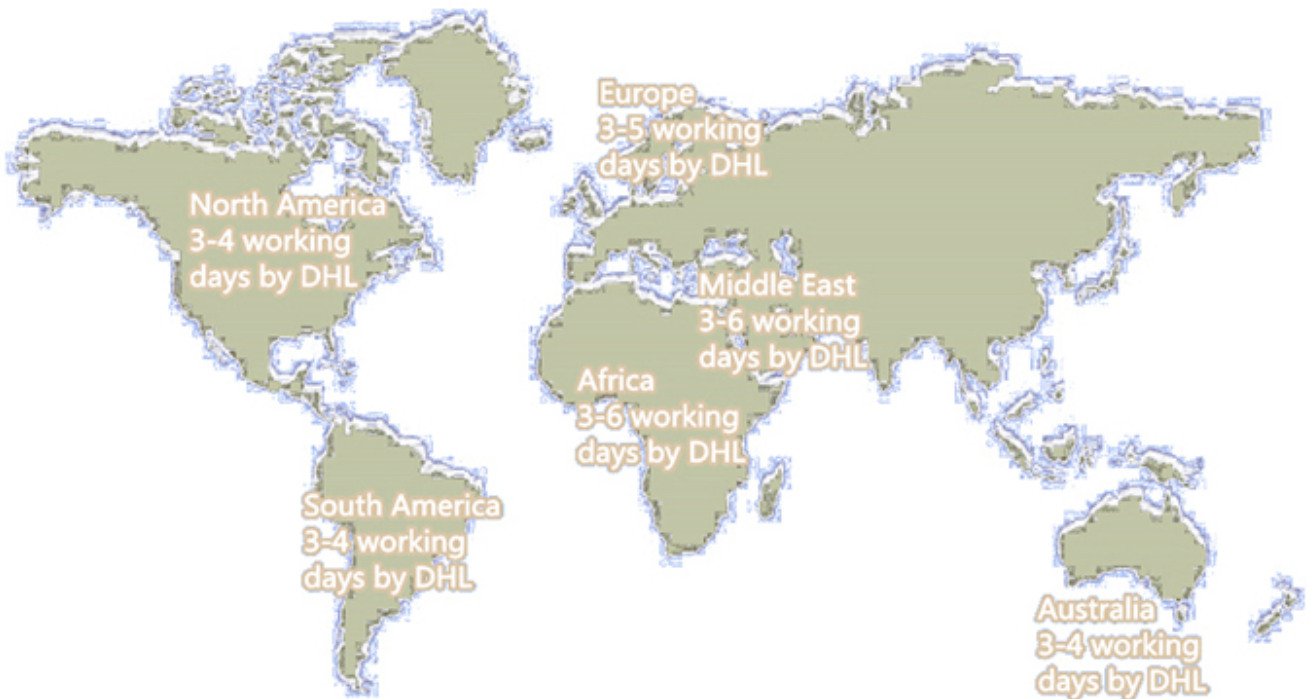 Europe
3-5 working
days by DHL
North America
3-4 working
days by DHL
Middle East
3-6 working
days by DHL
Africa
3-6 working
days by DHL
South America
3-4 working
days by DHL
Australia
3-4 working
days by DHL